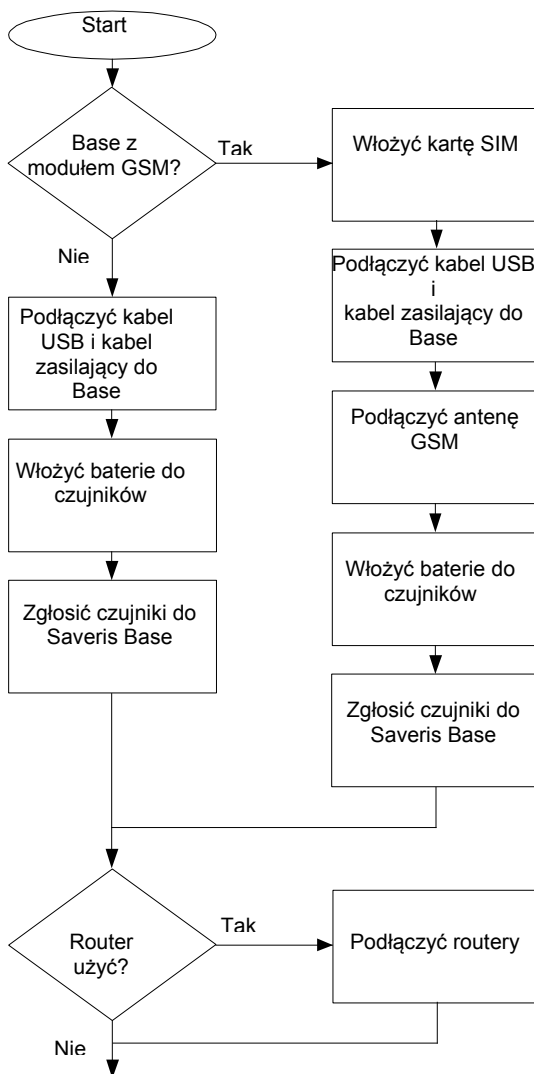 Start
Base z
modułem GSM?
Tak
Włożyć kartę SIM
Nie
Podłączyć kabel USB
i
kabel zasilający do
Base
Podłączyć kabel
USB i kabel
zasilający do
Base
Podłączyć antenę
GSM
Włożyć baterie do
czujników
Włożyć baterie do
czujników
Zgłosić czujniki do
Saveris Base
Zgłosić czujniki do
Saveris Base
Router
użyć?
Tak
Podłączyć routery
Nie